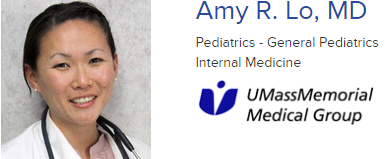 Amy R. Lo, MD
Pediatrics - General Pediatrics
Internal Medicine
UMassMemorial
Medical Group